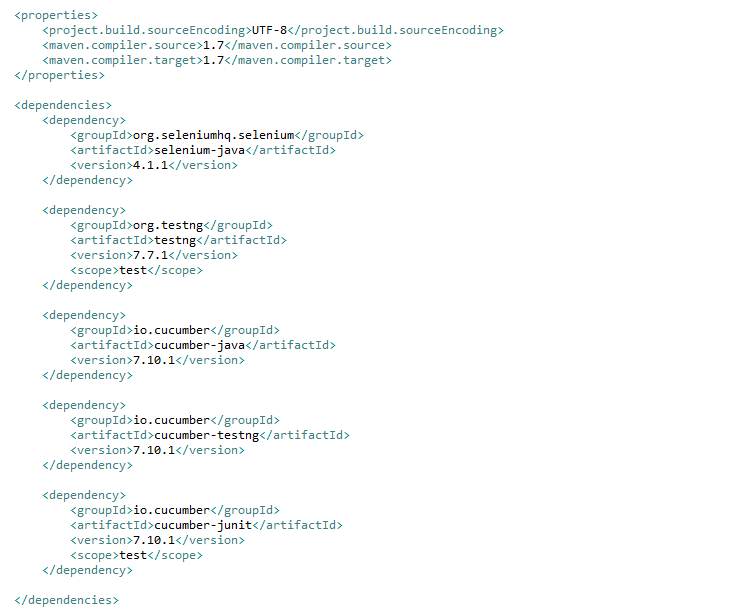 <properties>
    <project.build.sourceEncoding>UTF-8</project.build.sourceEncoding>
    <maven.compiler.source>1.7</maven.compiler.source>
    <maven.compiler.target>1.7</maven.compiler.target>
</properties>

<dependencies>
    <dependency>
        <groupId>org.seleniumhq.selenium</groupId>
        <artifactId>selenium-java</artifactId>
        <version>4.1.1</version>
    </dependency>

    <dependency>
        <groupId>org.testng</groupId>
        <artifactId>testng</artifactId>
        <version>7.7.1</version>
        <scope>test</scope>
    </dependency>

    <dependency>
        <groupId>io.cucumber</groupId>
        <artifactId>cucumber-java</artifactId>
        <version>7.10.1</version>
    </dependency>

    <dependency>
        <groupId>io.cucumber</groupId>
        <artifactId>cucumber-testng</artifactId>
        <version>7.10.1</version>
    </dependency>

    <dependency>
        <groupId>io.cucumber</groupId>
        <artifactId>cucumber-junit</artifactId>
        <version>7.10.1</version>
        <scope>test</scope>
    </dependency>

</dependencies>